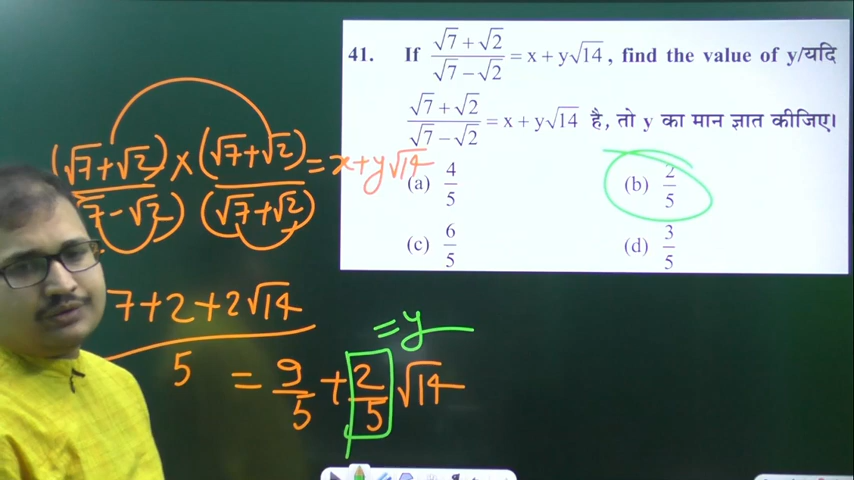 41. If (√7+√2)/(√7−√2) = x+y√14, find the value of y/यदि
(√7+√2)/(√7−√2) = x+y√14 है, तो y का मान ज्ञात कीजिए।
(a) 4/5 (b) 2/5
(c) 6/5 (d) 3/5
(√7+√2)/(√7−√2) × (√7+√2)/(√7+√2) = x+y√14
(7+2+2√14)/5 = 9/5 + 2/5 √14
= y